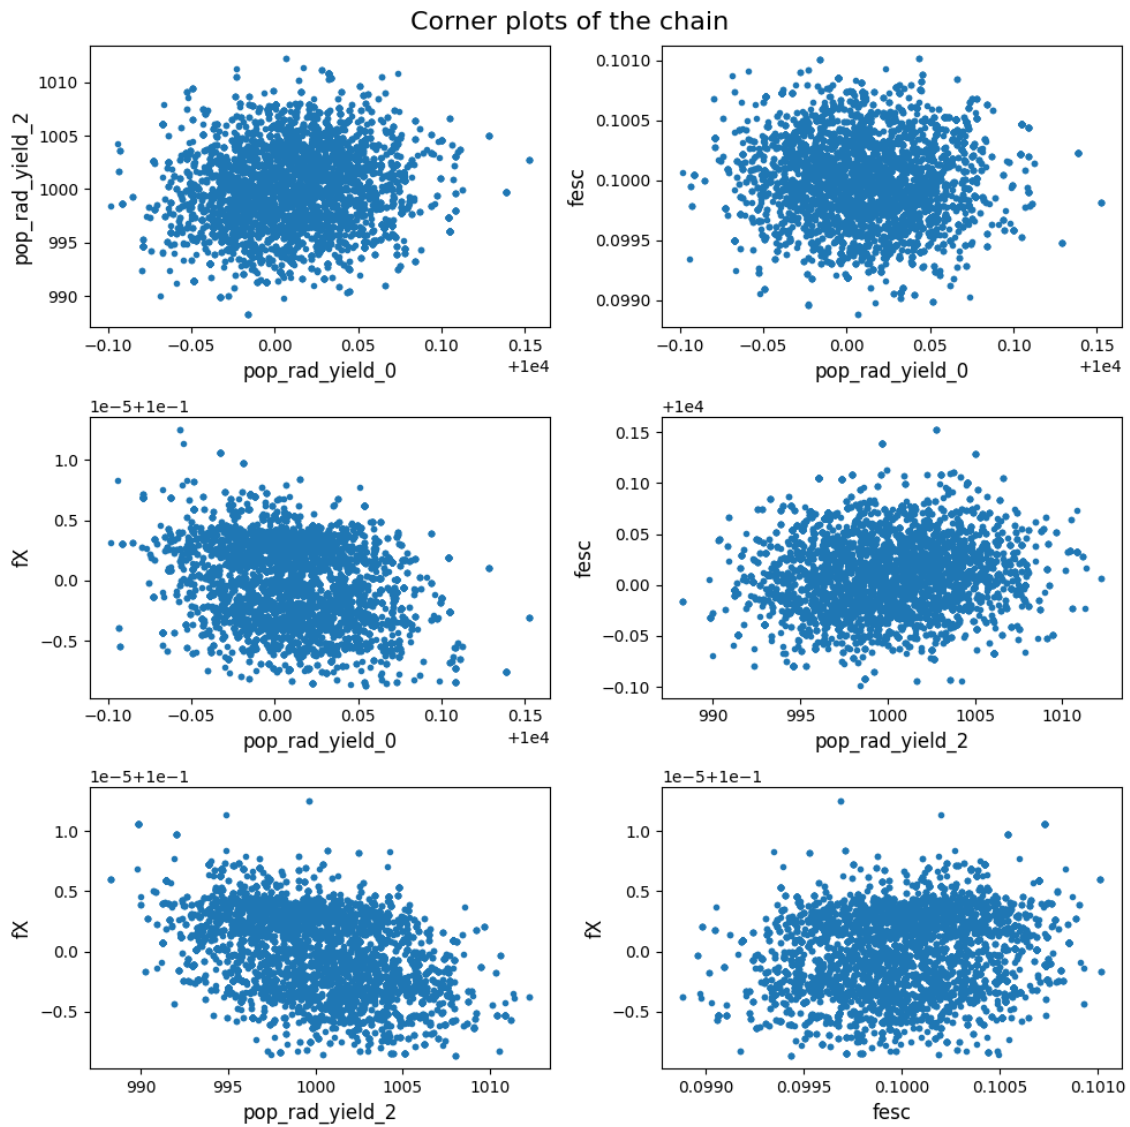 Corner plots of the chain
1010
1005
1000
995
990
pop_rad_yield_2
−0.10 −0.05 0.00 0.05 0.10 0.15
+1e4
pop_rad_yield_0
0.1010
0.1005
0.1000
0.0995
0.0990
fesc
−0.10 −0.05 0.00 0.05 0.10 0.15
+1e4
pop_rad_yield_0
1e−5+1e−1
1.0
0.5
0.0
−0.5
fX
−0.10 −0.05 0.00 0.05 0.10 0.15
+1e4
pop_rad_yield_0
+1e4
0.15
0.10
0.05
0.00
−0.05
−0.10
fesc
990 995 1000 1005 1010
pop_rad_yield_2
1e−5+1e−1
1.0
0.5
0.0
−0.5
fX
990 995 1000 1005 1010
pop_rad_yield_2
1e−5+1e−1
1.0
0.5
0.0
−0.5
fX
0.0990 0.0995 0.1000 0.1005 0.1010
fesc